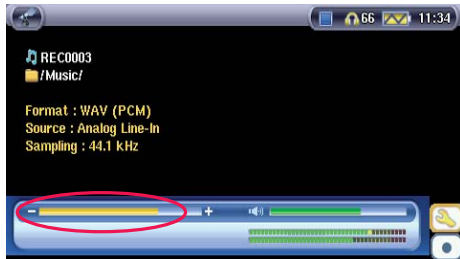 66 11:34
REC0003
/Music/
Format : WAV (PCM)
Source : Analog Line-In
Sampling : 44.1 kHz
- +